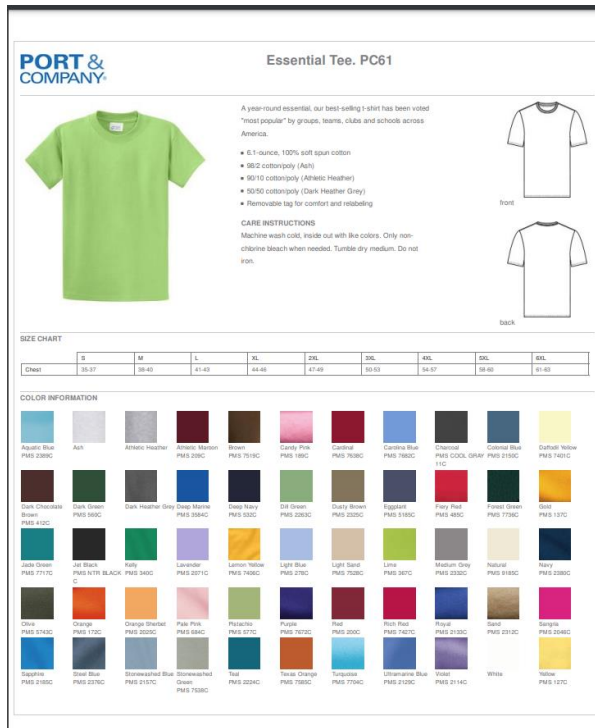 PORT &
COMPANY®
Essential Tee. PC61
A year-round essential, our best-selling t-shirt has been voted
"most popular" by groups, teams, clubs and schools across
America.
6.1-ounce, 100% soft spun cotton
98/2 cotton/poly (Ash)
90/10 cotton/poly (Athletic Heather)
50/50 cotton/poly (Dark Heather Grey)
Removable tag for comfort and relabeling
CARE INSTRUCTIONS
Machine wash cold, inside out with like colors. Only non-
chlorine bleach when needed. Tumble dry medium. Do not
iron.
front
back
SIZE CHART
S M L XL 2XL 3XL 4XL 5XL 6XL
Chest 35-37 38-40 41-43 44-46 47-49 50-53 54-57 58-60 61-63
COLOR INFORMATION
Aquatic Blue Ash Athletic Heather Athletic Maroon Brown Candy Pink Cardinal Carolina Blue Charcoal Colonial Blue Daffodil Yellow
PMS 2389C PMS 209C PMS 7519C PMS 189C PMS 7638C PMS 7682C PMS COOL GRAY PMS 2150C PMS 7401C
11C
Dark Chocolate Dark Green Dark Heather Grey Deep Marine Deep Navy Dill Green Dusty Brown Eggplant Fiery Red Forest Green Gold
Brown PMS 560C PMS 3584C PMS 532C PMS 2263C PMS 2325C PMS 5185C PMS 485C PMS 7736C PMS 137C
PMS 412C
Jade Green Jet Black Kelly Lavender Lemon Yellow Light Blue Light Sand Lime Medium Grey Natural Navy
PMS 7717C PMS NTR BLACK PMS 340C PMS 2071C PMS 7406C PMS 278C PMS 7528C PMS 367C PMS 2332C PMS 9185C PMS 2380C
C
Olive Orange Orange Sherbet Pale Pink Pistachio Purple Red Rich Red Royal Sand Sangria
PMS 5743C PMS 172C PMS 2025C PMS 684C PMS 577C PMS 7672C PMS 200C PMS 7427C PMS 2133C PMS 2312C PMS 2046C
Sapphire Steel Blue Stonewashed Blue Stonewashed Teal Texas Orange Turquoise Ultramarine Blue Violet White Yellow
PMS 2185C PMS 2376C PMS 2157C Green PMS 2224C PMS 7585C PMS 7704C PMS 2129C PMS 2114C PMS 127C
PMS 7538C